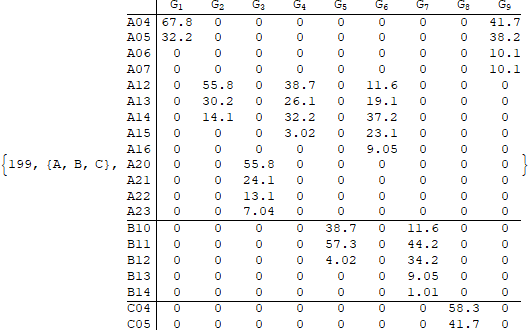 G₁ G₂ G₃ G₄ G₅ G₆ G₇ G₈ G₉
A04 67.8 0 0 0 0 0 0 0 41.7
A05 32.2 0 0 0 0 0 0 0 38.2
A06 0 0 0 0 0 0 0 0 10.1
A07 0 0 0 0 0 0 0 0 10.1
A12 0 55.8 0 38.7 0 11.6 0 0 0
A13 0 30.2 0 26.1 0 19.1 0 0 0
A14 0 14.1 0 32.2 0 37.2 0 0 0
A15 0 0 0 3.02 0 23.1 0 0 0
A16 0 0 0 0 0 9.05 0 0 0
{199, {A, B, C}, A20 0 0 55.8 0 0 0 0 0 0 }
A21 0 0 24.1 0 0 0 0 0 0
A22 0 0 13.1 0 0 0 0 0 0
A23 0 0 7.04 0 0 0 0 0 0
B10 0 0 0 0 38.7 0 11.6 0 0
B11 0 0 0 0 57.3 0 44.2 0 0
B12 0 0 0 0 4.02 0 34.2 0 0
B13 0 0 0 0 0 0 9.05 0 0
B14 0 0 0 0 0 0 1.01 0 0
C04 0 0 0 0 0 0 0 58.3 0
C05 0 0 0 0 0 0 0 41.7 0